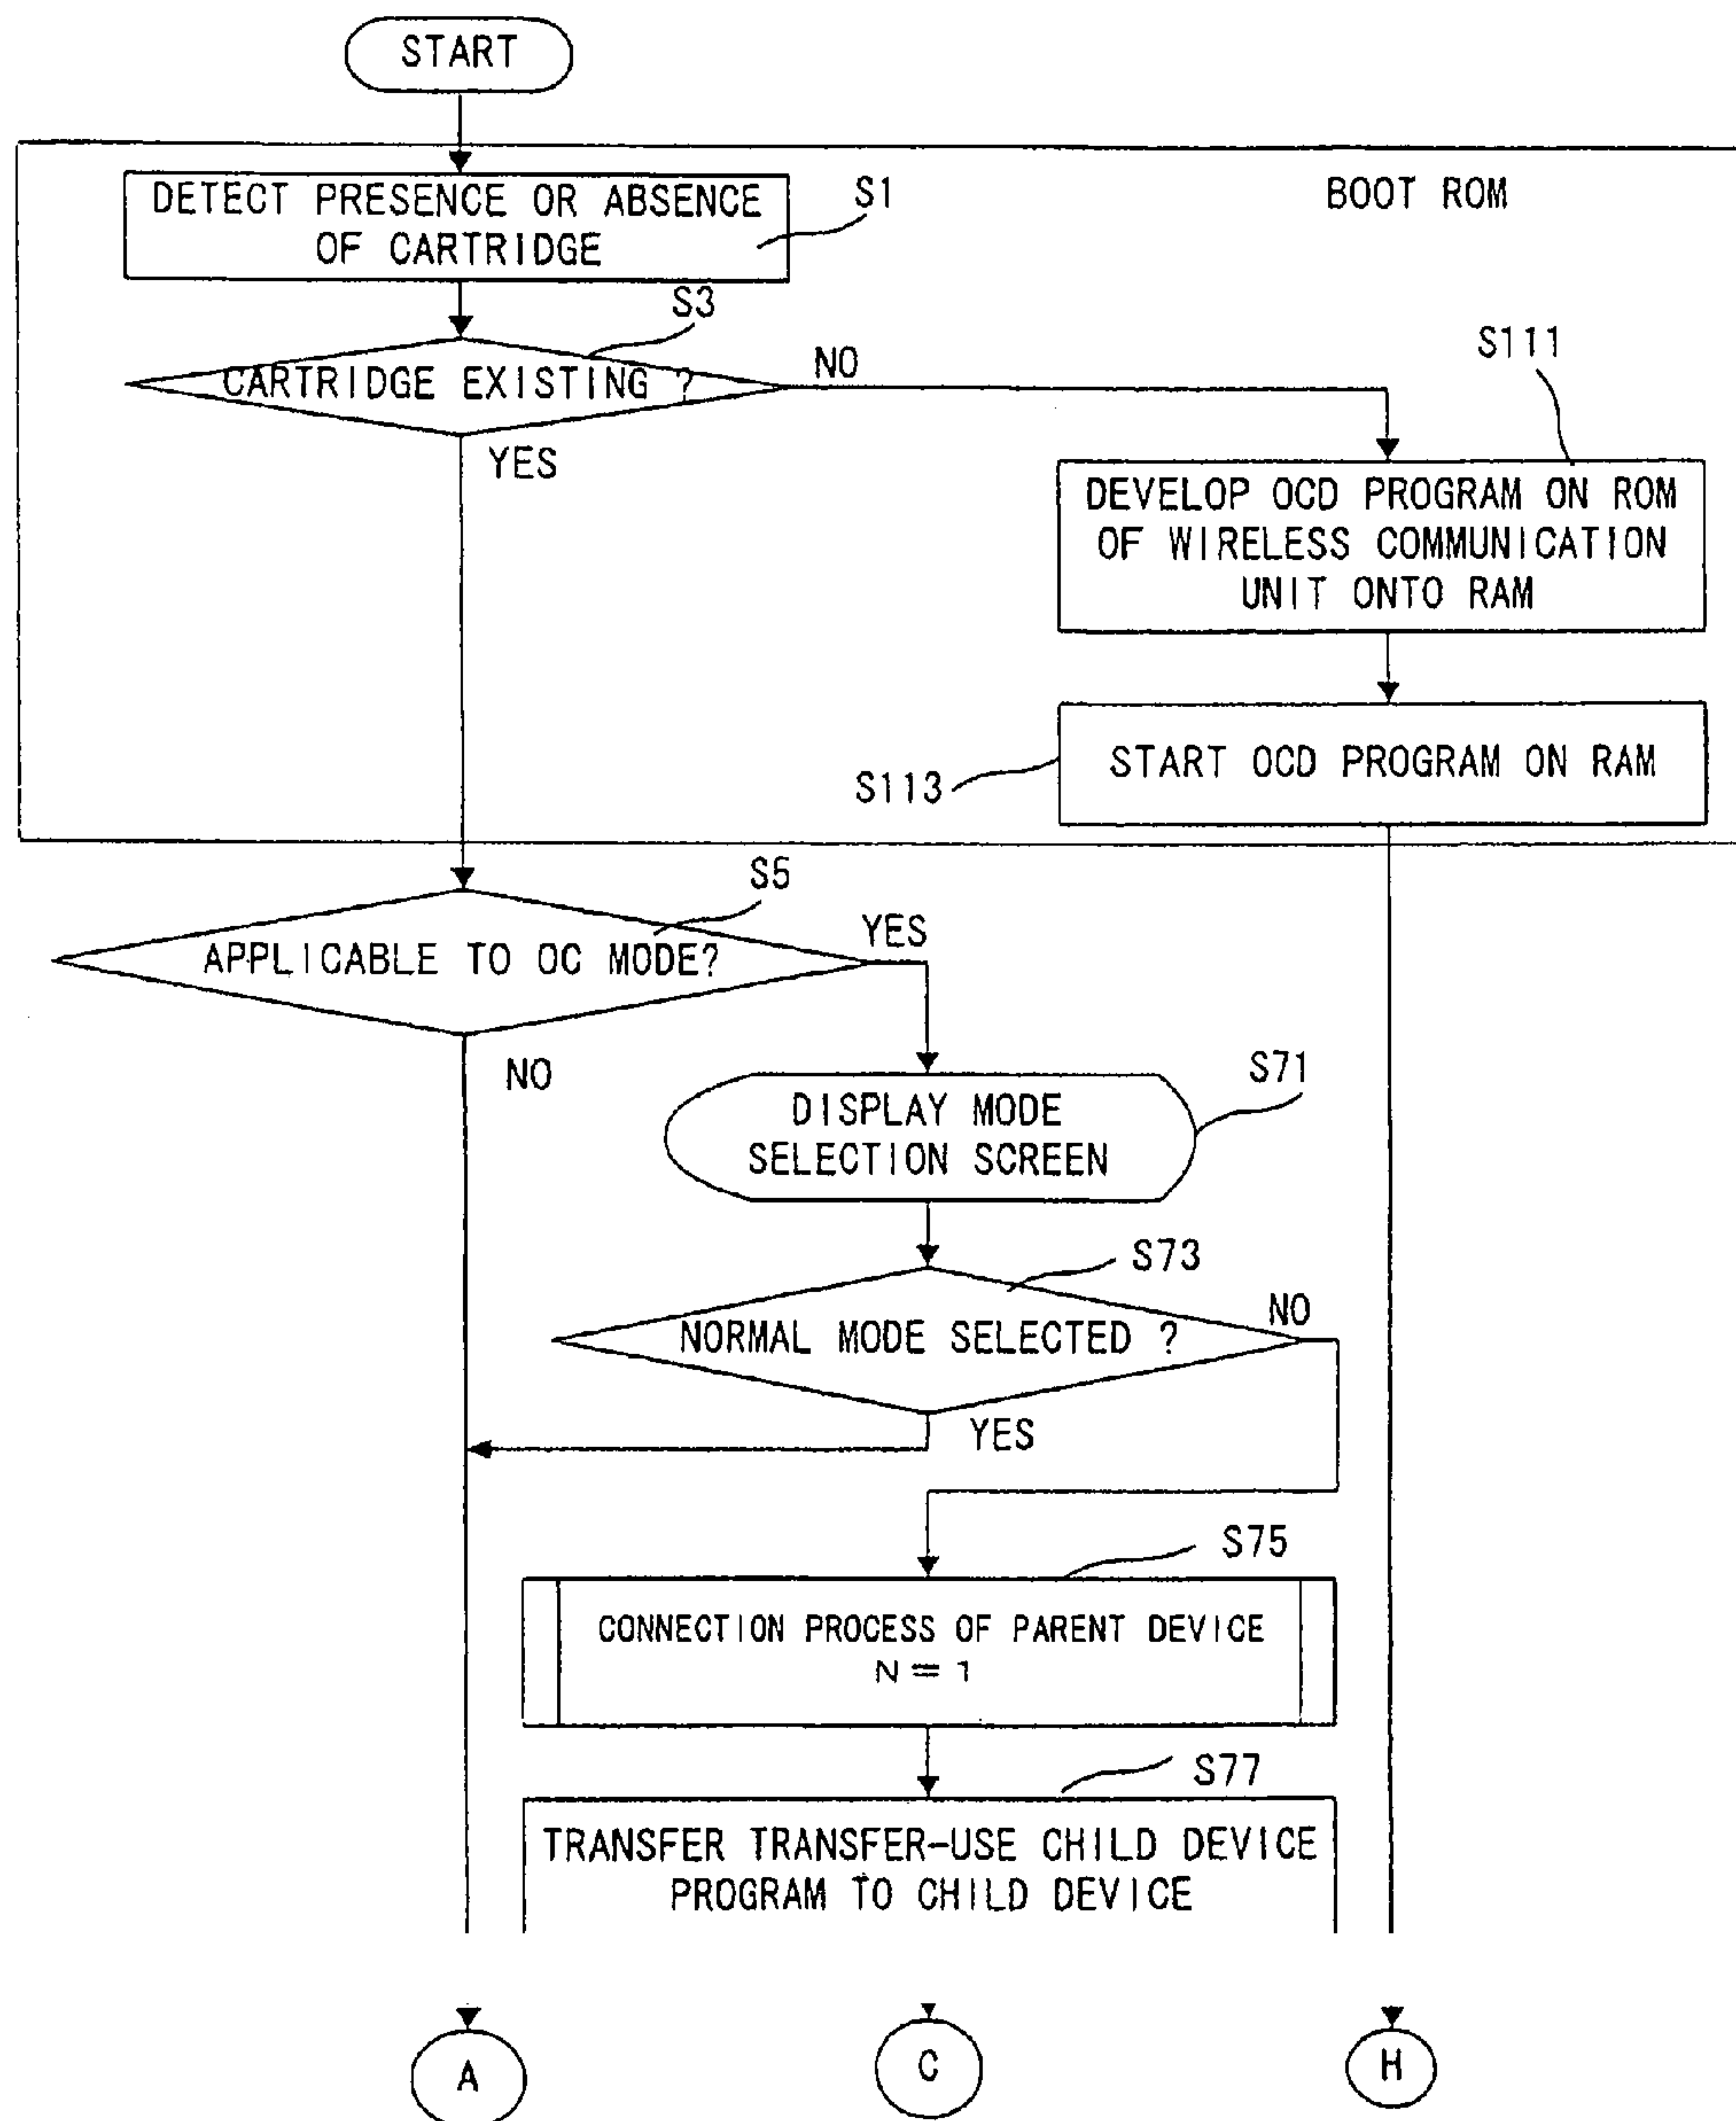 START
BOOT ROM
DETECT PRESENCE OR ABSENCE
OF CARTRIDGE
S1
S3
CARTRIDGE EXISTING ?
NO
YES
S111
DEVELOP OCD PROGRAM ON ROM
OF WIRELESS COMMUNICATION
UNIT ONTO RAM
START OCD PROGRAM ON RAM
S113
S5
APPLICABLE TO OC MODE?
YES
NO
S71
DISPLAY MODE
SELECTION SCREEN
S73
NORMAL MODE SELECTED ?
NO
YES
S75
CONNECTION PROCESS OF PARENT DEVICE
N = 1
S77
TRANSFER TRANSFER-USE CHILD DEVICE
PROGRAM TO CHILD DEVICE
A
C
H